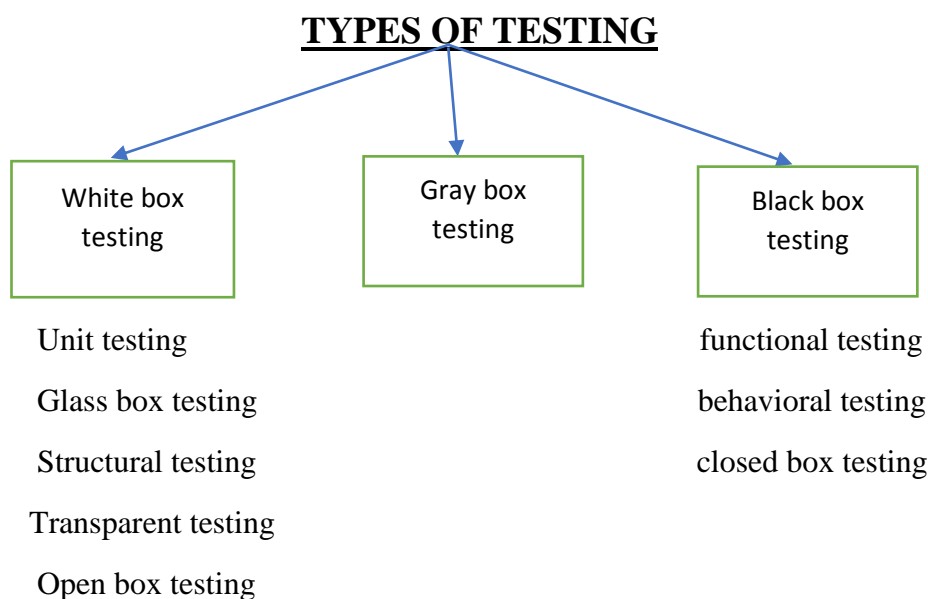 TYPES OF TESTING
White box
testing
Gray box
testing
Black box
testing
Unit testing
Glass box testing
Structural testing
Transparent testing
Open box testing
functional testing
behavioral testing
closed box testing